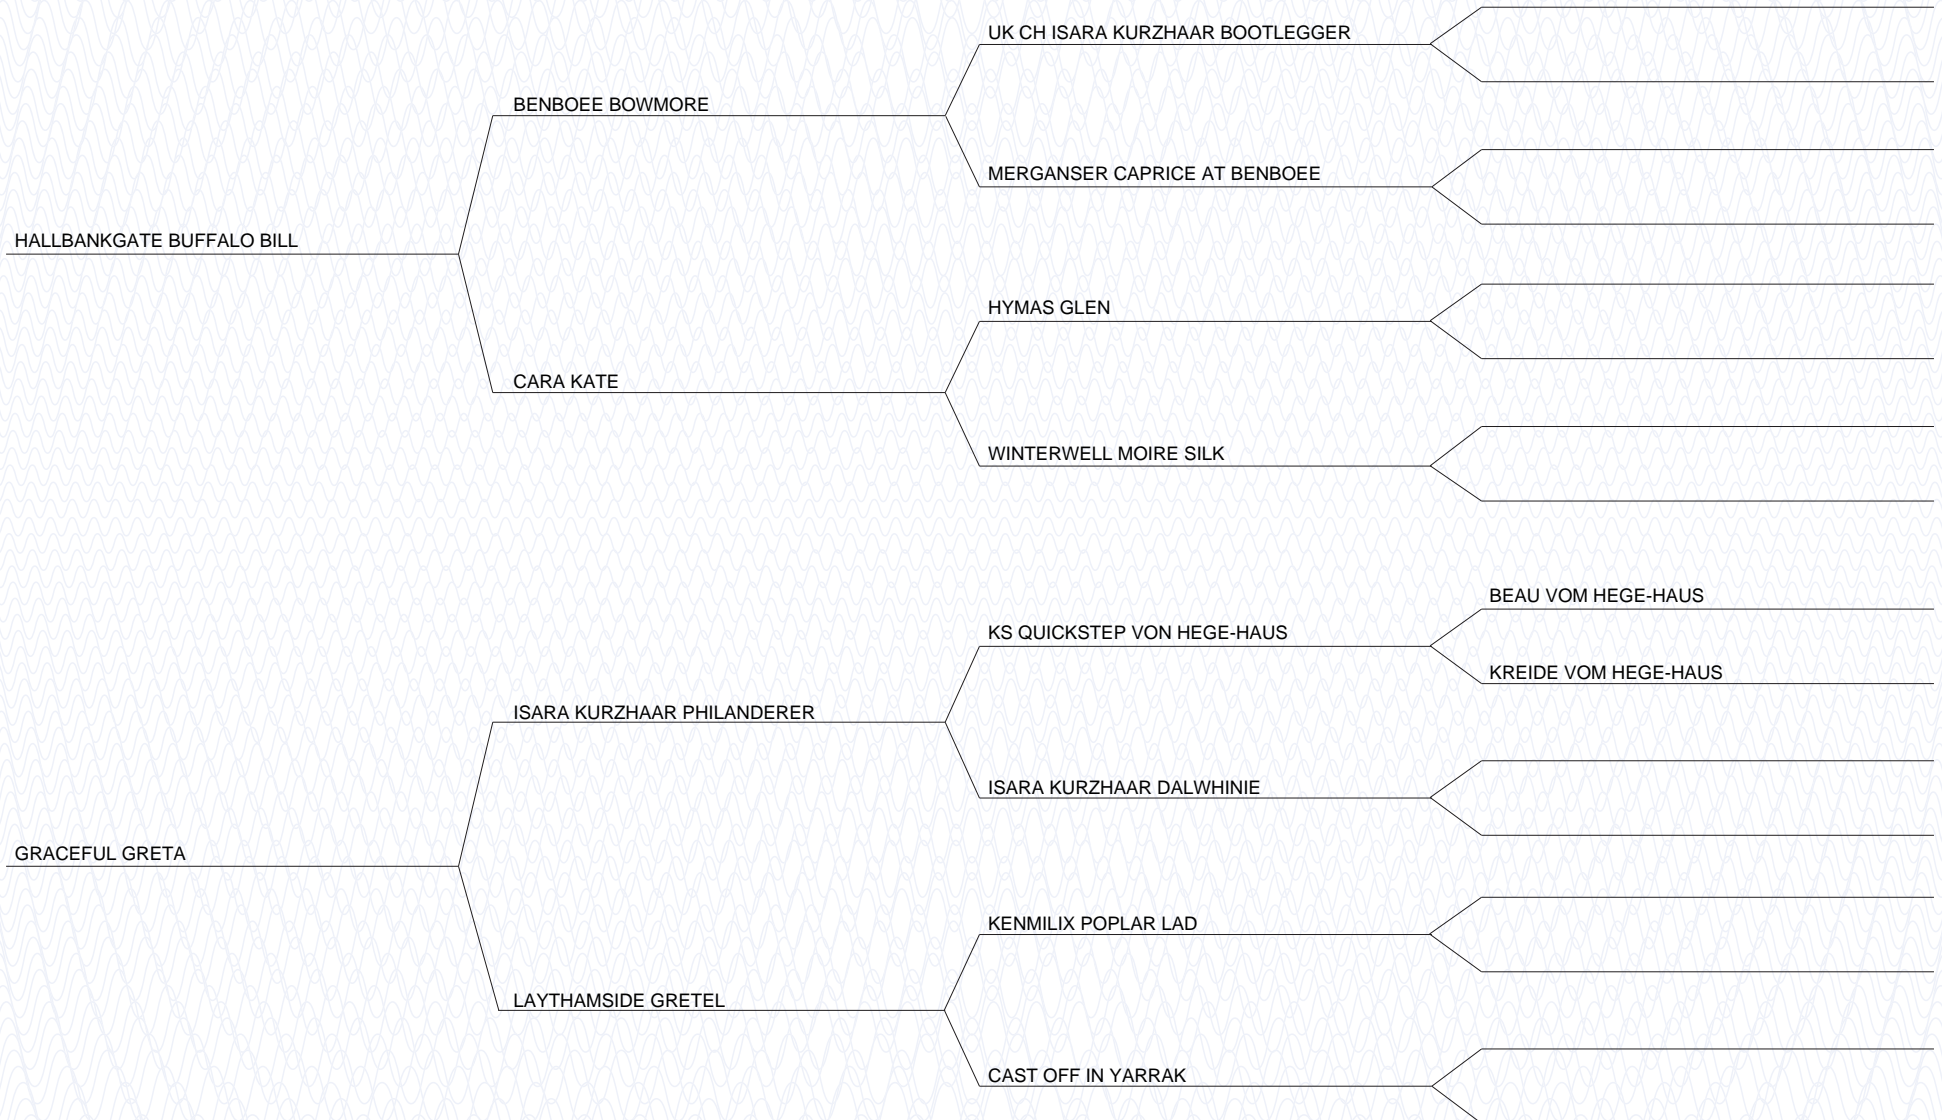 UK CH ISARA KURZHAAR BOOTLEGGER
BENBOEE BOWMORE
MERGANSER CAPRICE AT BENBOEE
HALLBANKGATE BUFFALO BILL
HYMAS GLEN
CARA KATE
WINTERWELL MOIRE SILK
BEAU VOM HEGE-HAUS
KS QUICKSTEP VON HEGE-HAUS
KREIDE VOM HEGE-HAUS
ISARA KURZHAAR PHILANDERER
ISARA KURZHAAR DALWHINIE
GRACEFUL GRETA
KENMILIX POPLAR LAD
LAYTHAMSIDE GRETEL
CAST OFF IN YARRAK